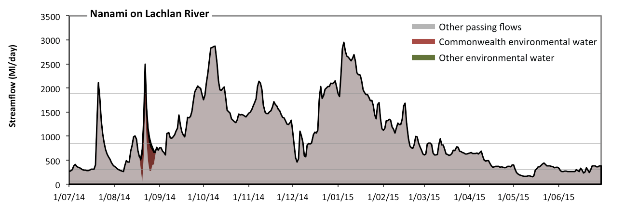 Nanami on Lachlan River
Streamflow (Ml/day)
3500
3000
2500
2000
1500
1000
500
0
Other passing flows
Commonwealth environmental water
Other environmental water
1/07/14 1/08/14 1/09/14 1/10/14 1/11/14 1/12/14 1/01/15 1/02/15 1/03/15 1/04/15 1/05/15 1/06/15